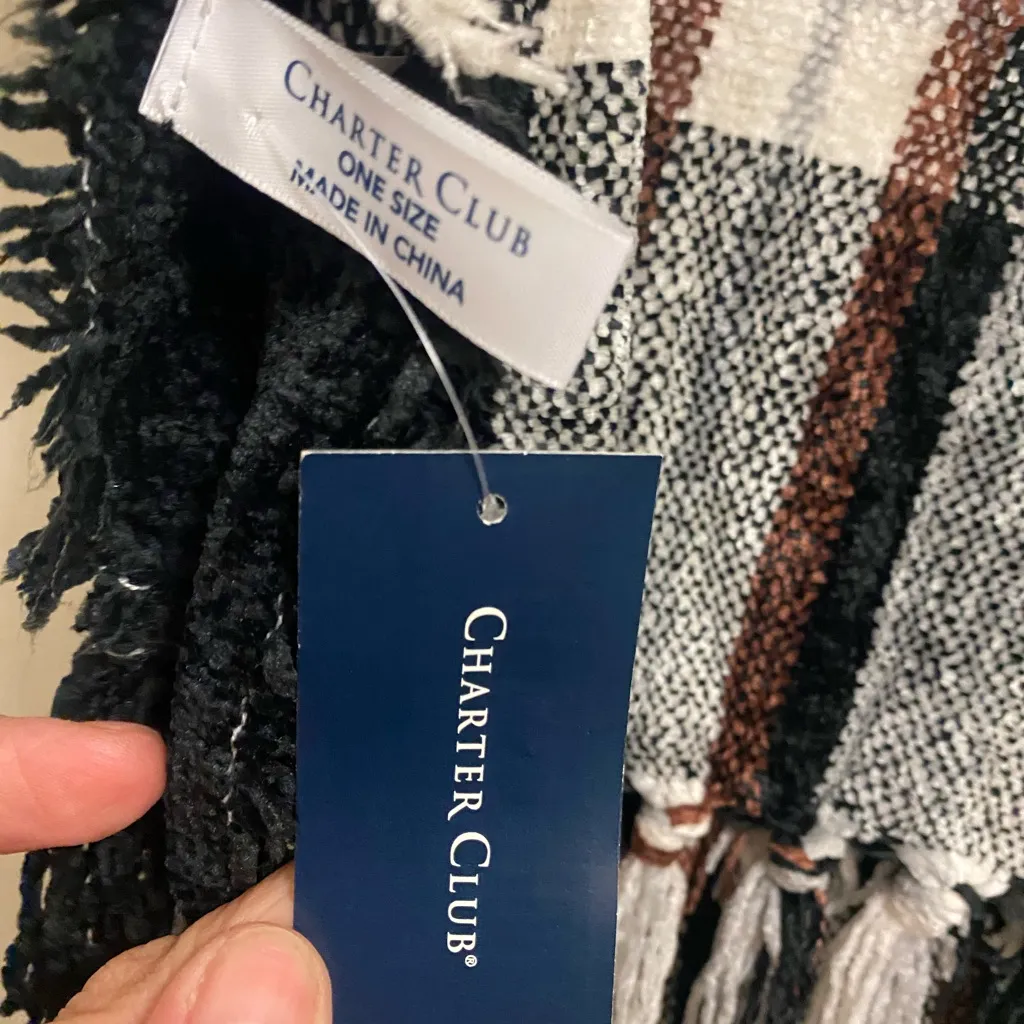 CHARTER CLUB
ONE SIZE
MADE IN CHINA
CHARTER CLUB®